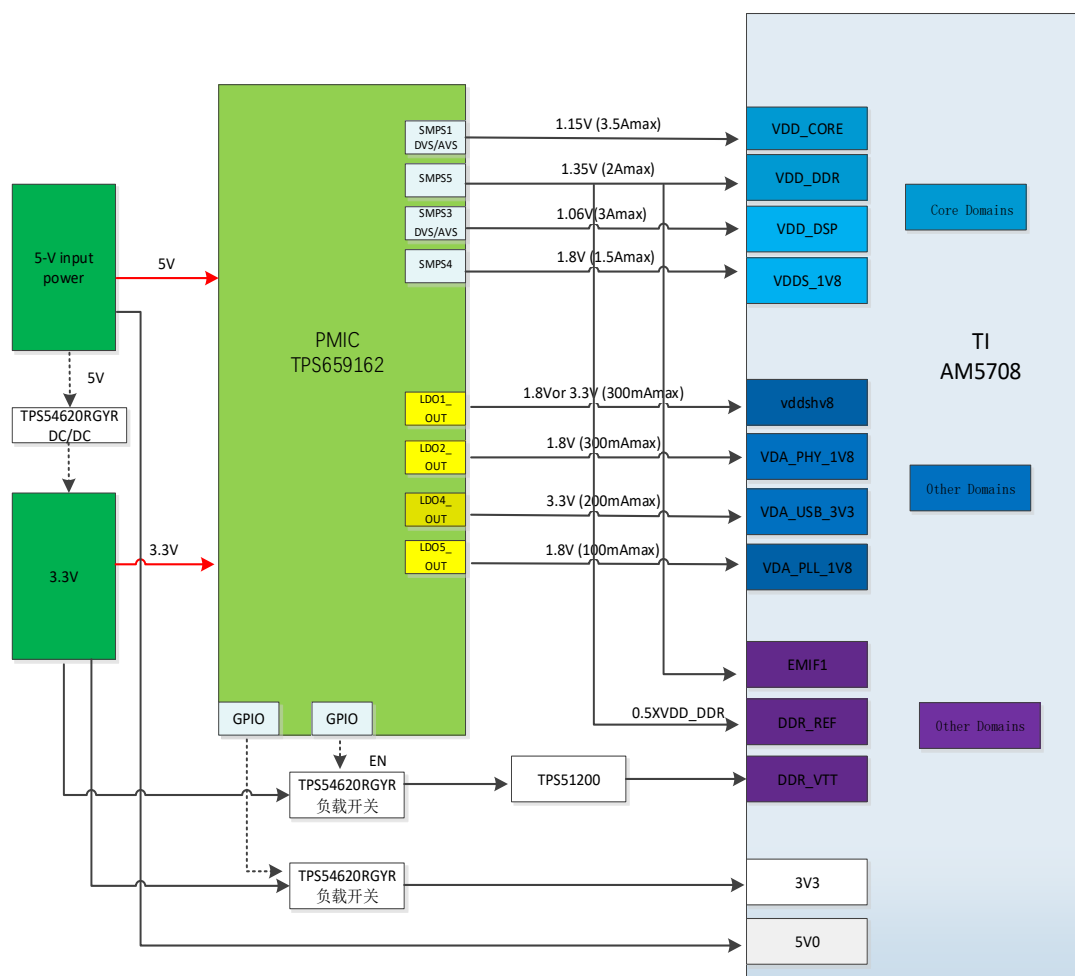 5-V input
power
5V
5V
TPS54620RGYR
DC/DC
3.3V
3.3V
PMIC
TPS659162
SMPS1
DVS/AVS
SMPS5
SMPS3
DVS/AVS
SMPS4
LDO1_
OUT
LDO2_
OUT
LDO4_
OUT
LDO5_
OUT
GPIO
GPIO
EN
TPS54620RGYR
负载开关
TPS51200
TPS54620RGYR
负载开关
1.15V (3.5Amax)
1.35V (2Amax)
1.06V(3Amax)
1.8V (1.5Amax)
1.8Vor 3.3V (300mAmax)
1.8V (300mAmax)
3.3V (200mAmax)
1.8V (100mAmax)
0.5XVDD_DDR
VDD_CORE
VDD_DDR
VDD_DSP
VDDS_1V8
vddshv8
VDA_PHY_1V8
VDA_USB_3V3
VDA_PLL_1V8
EMIF1
DDR_REF
DDR_VTT
3V3
5V0
Core Domains
TI
AM5708
Other Domains
Other Domains